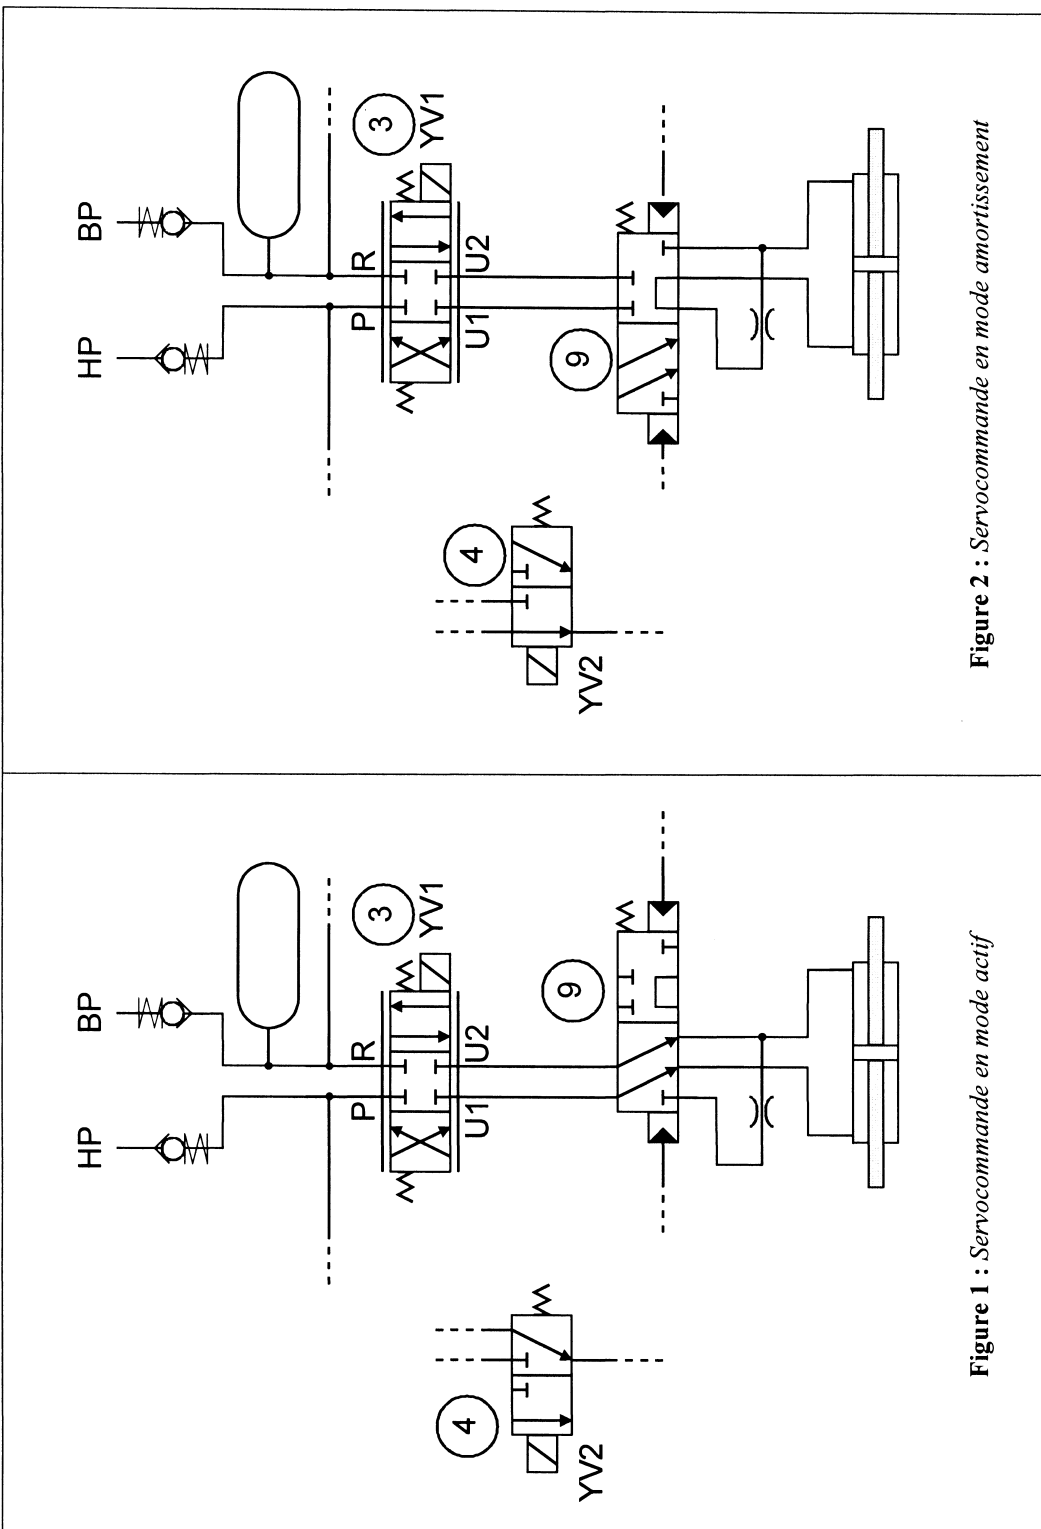 HP
BP
P
R
3
YV1
U1
U2
4
YV2
9
Figure 1 : Servocommande en mode actif
HP
BP
P
R
3
YV1
U1
U2
4
YV2
9
Figure 2 : Servocommande en mode amortissement